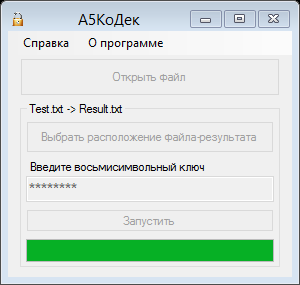 А5КоДек
Справка О программе
Открыть файл
Test.txt -> Result.txt
Выбрать расположение файла-результата
Введите восьмисимвольный ключ
********
Запустить